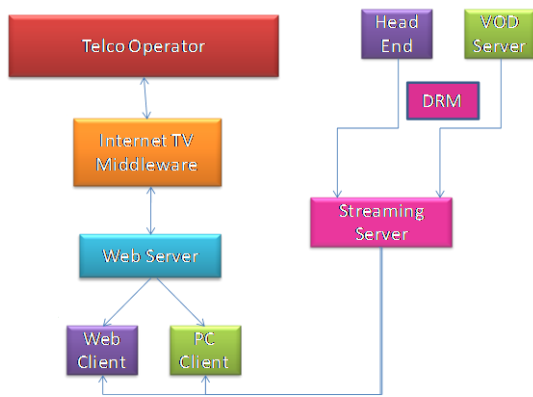 Telco Operator
Head
End
VOD
Server
DRM
Internet TV
Middleware
Streaming
Server
Web Server
Web
Client
PC
Client